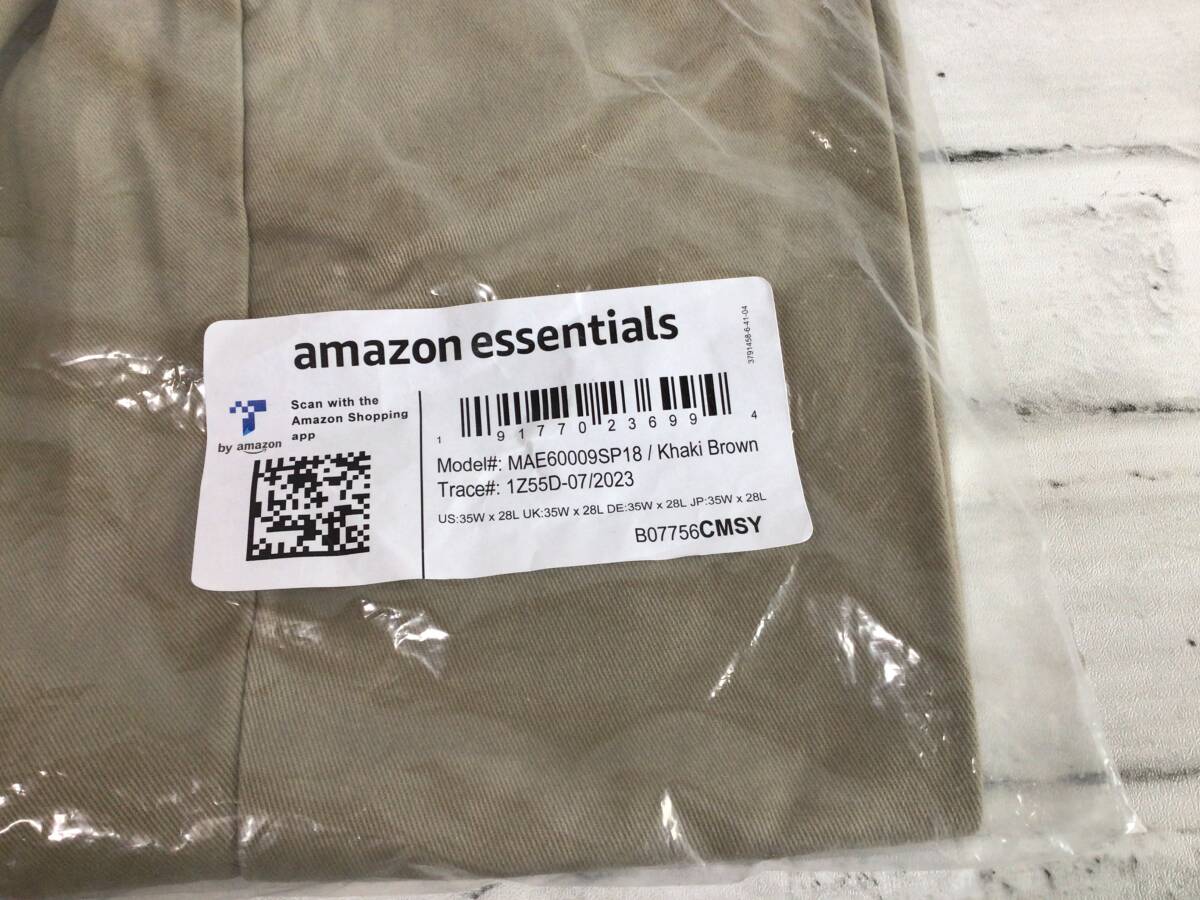 amazon essentials
3791458-6-41-04
Scan with the
Amazon Shopping
app
by amazon
1 91770 23699 4
Model#: MAE60009SP18 / Khaki Brown
Trace#: 1Z55D-07/2023
US:35W x 28L UK:35W x 28L DE:35W x 28L JP:35W x 28L
B07756CMSY